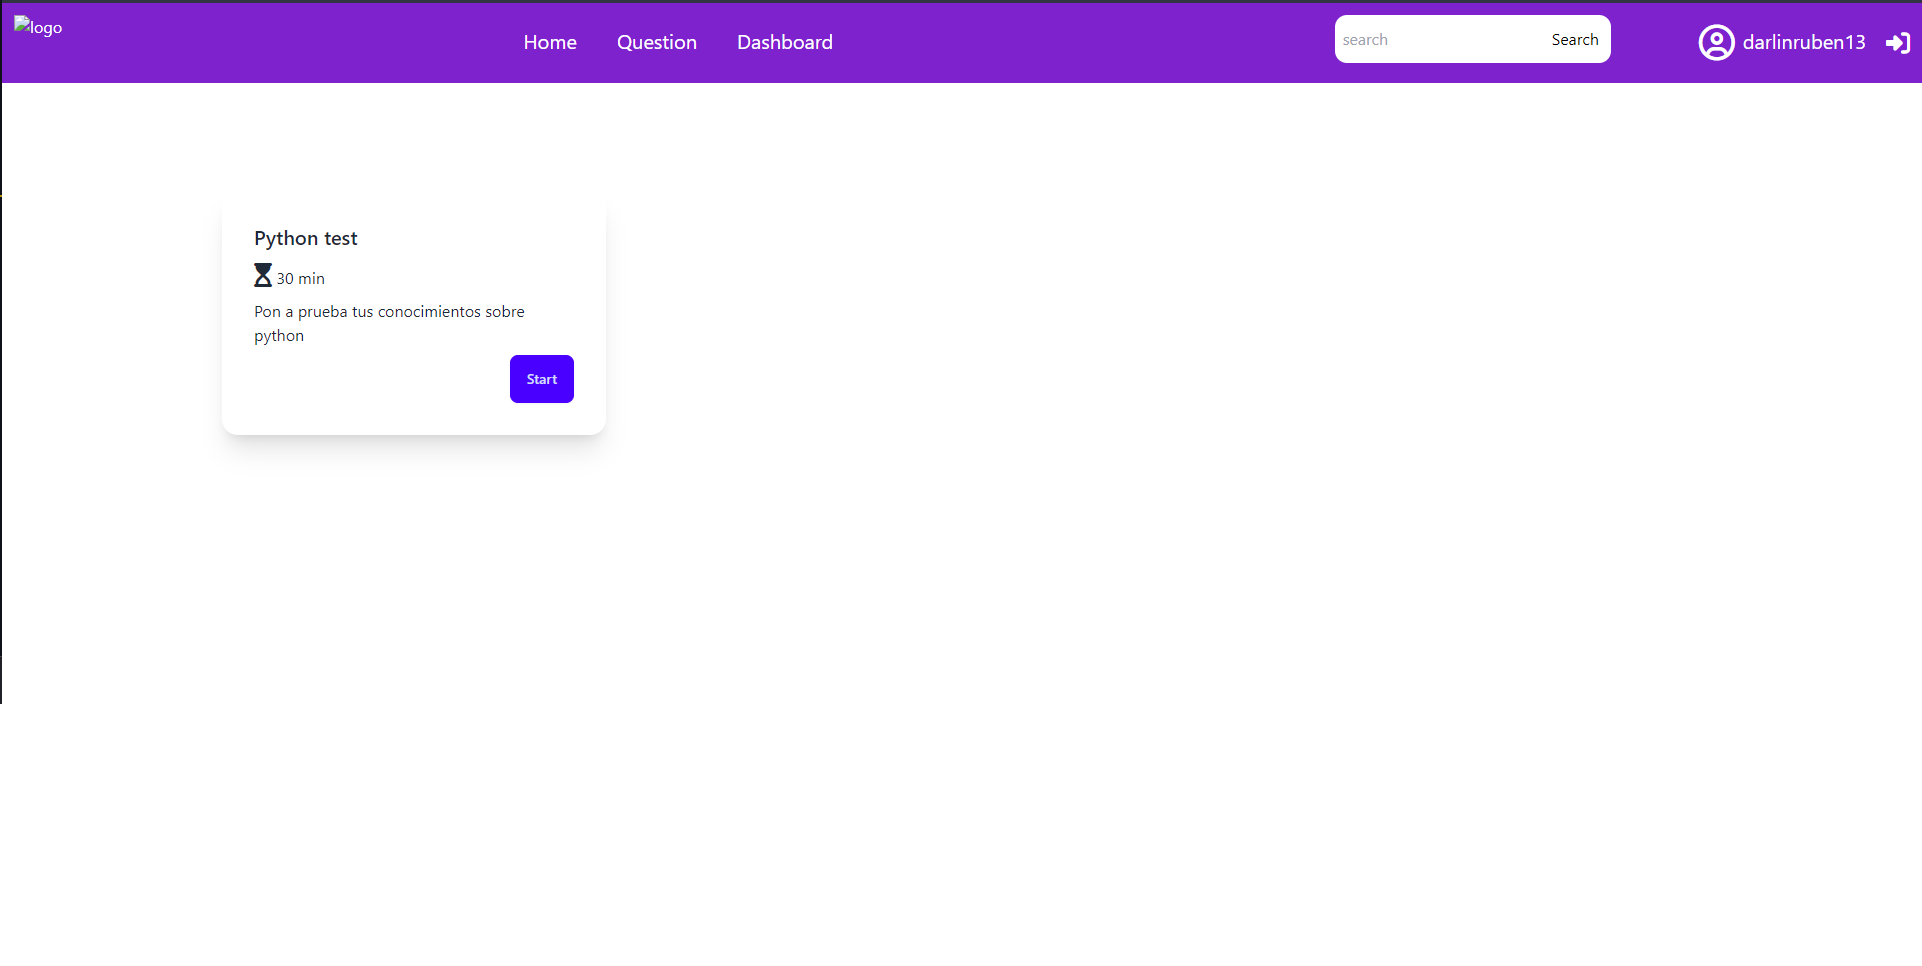 logo
Home Question Dashboard
search Search
darlinruben13
Python test
30 min
Pon a prueba tus conocimientos sobre
python
Start